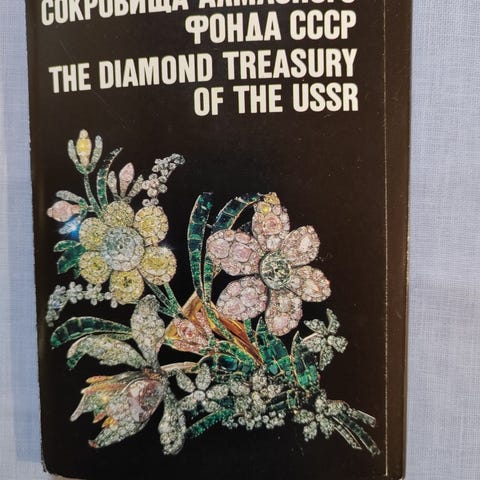 СОКРОВИЩА АЛМАЗНОГО
ФОНДА СССР
THE DIAMOND TREASURY
OF THE USSR